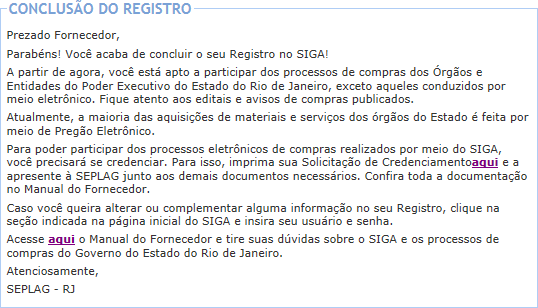 CONCLUSÃO DO REGISTRO
Prezado Fornecedor,
Parabéns! Você acaba de concluir o seu Registro no SIGA!
A partir de agora, você está apto a participar dos processos de compras dos Órgãos e
Entidades do Poder Executivo do Estado do Rio de Janeiro, exceto aqueles conduzidos por
meio eletrônico. Fique atento aos editais e avisos de compras publicados.
Atualmente, a maioria das aquisições de materiais e serviços dos órgãos do Estado é feita por
meio de Pregão Eletrônico.
Para poder participar dos processos eletrônicos de compras realizados por meio do SIGA,
você precisará se credenciar. Para isso, imprima sua Solicitação de Credenciamentoaqui e a
apresente à SEPLAG junto aos demais documentos necessários. Confira toda a documentação
no Manual do Fornecedor.
Caso você queira alterar ou complementar alguma informação no seu Registro, clique na
seção indicada na página inicial do SIGA e insira seu usuário e senha.
Acesse aqui o Manual do Fornecedor e tire suas dúvidas sobre o SIGA e os processos de
compras do Governo do Estado do Rio de Janeiro.
Atenciosamente,
SEPLAG - RJ